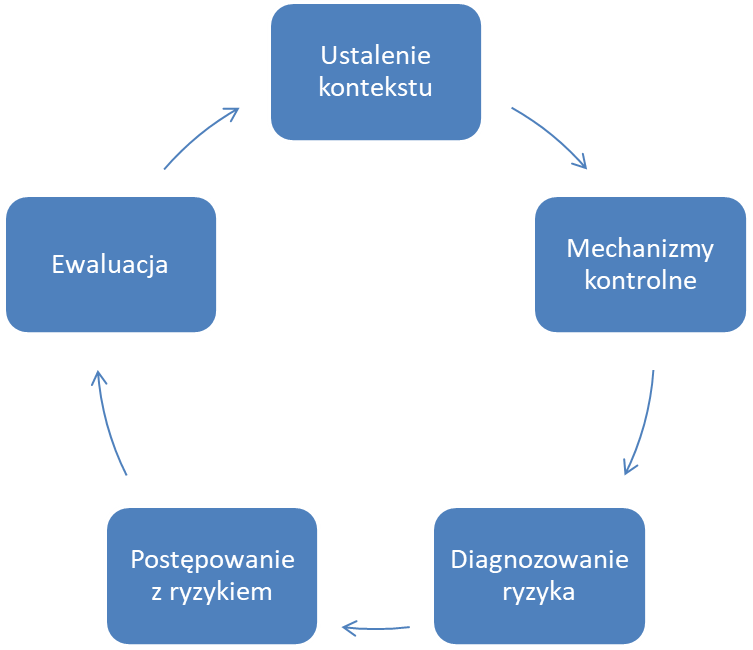 Ustalenie
kontekstu
Mechanizmy
kontrolne
Diagnozowanie
ryzyka
Postępowanie
z ryzykiem
Ewaluacja